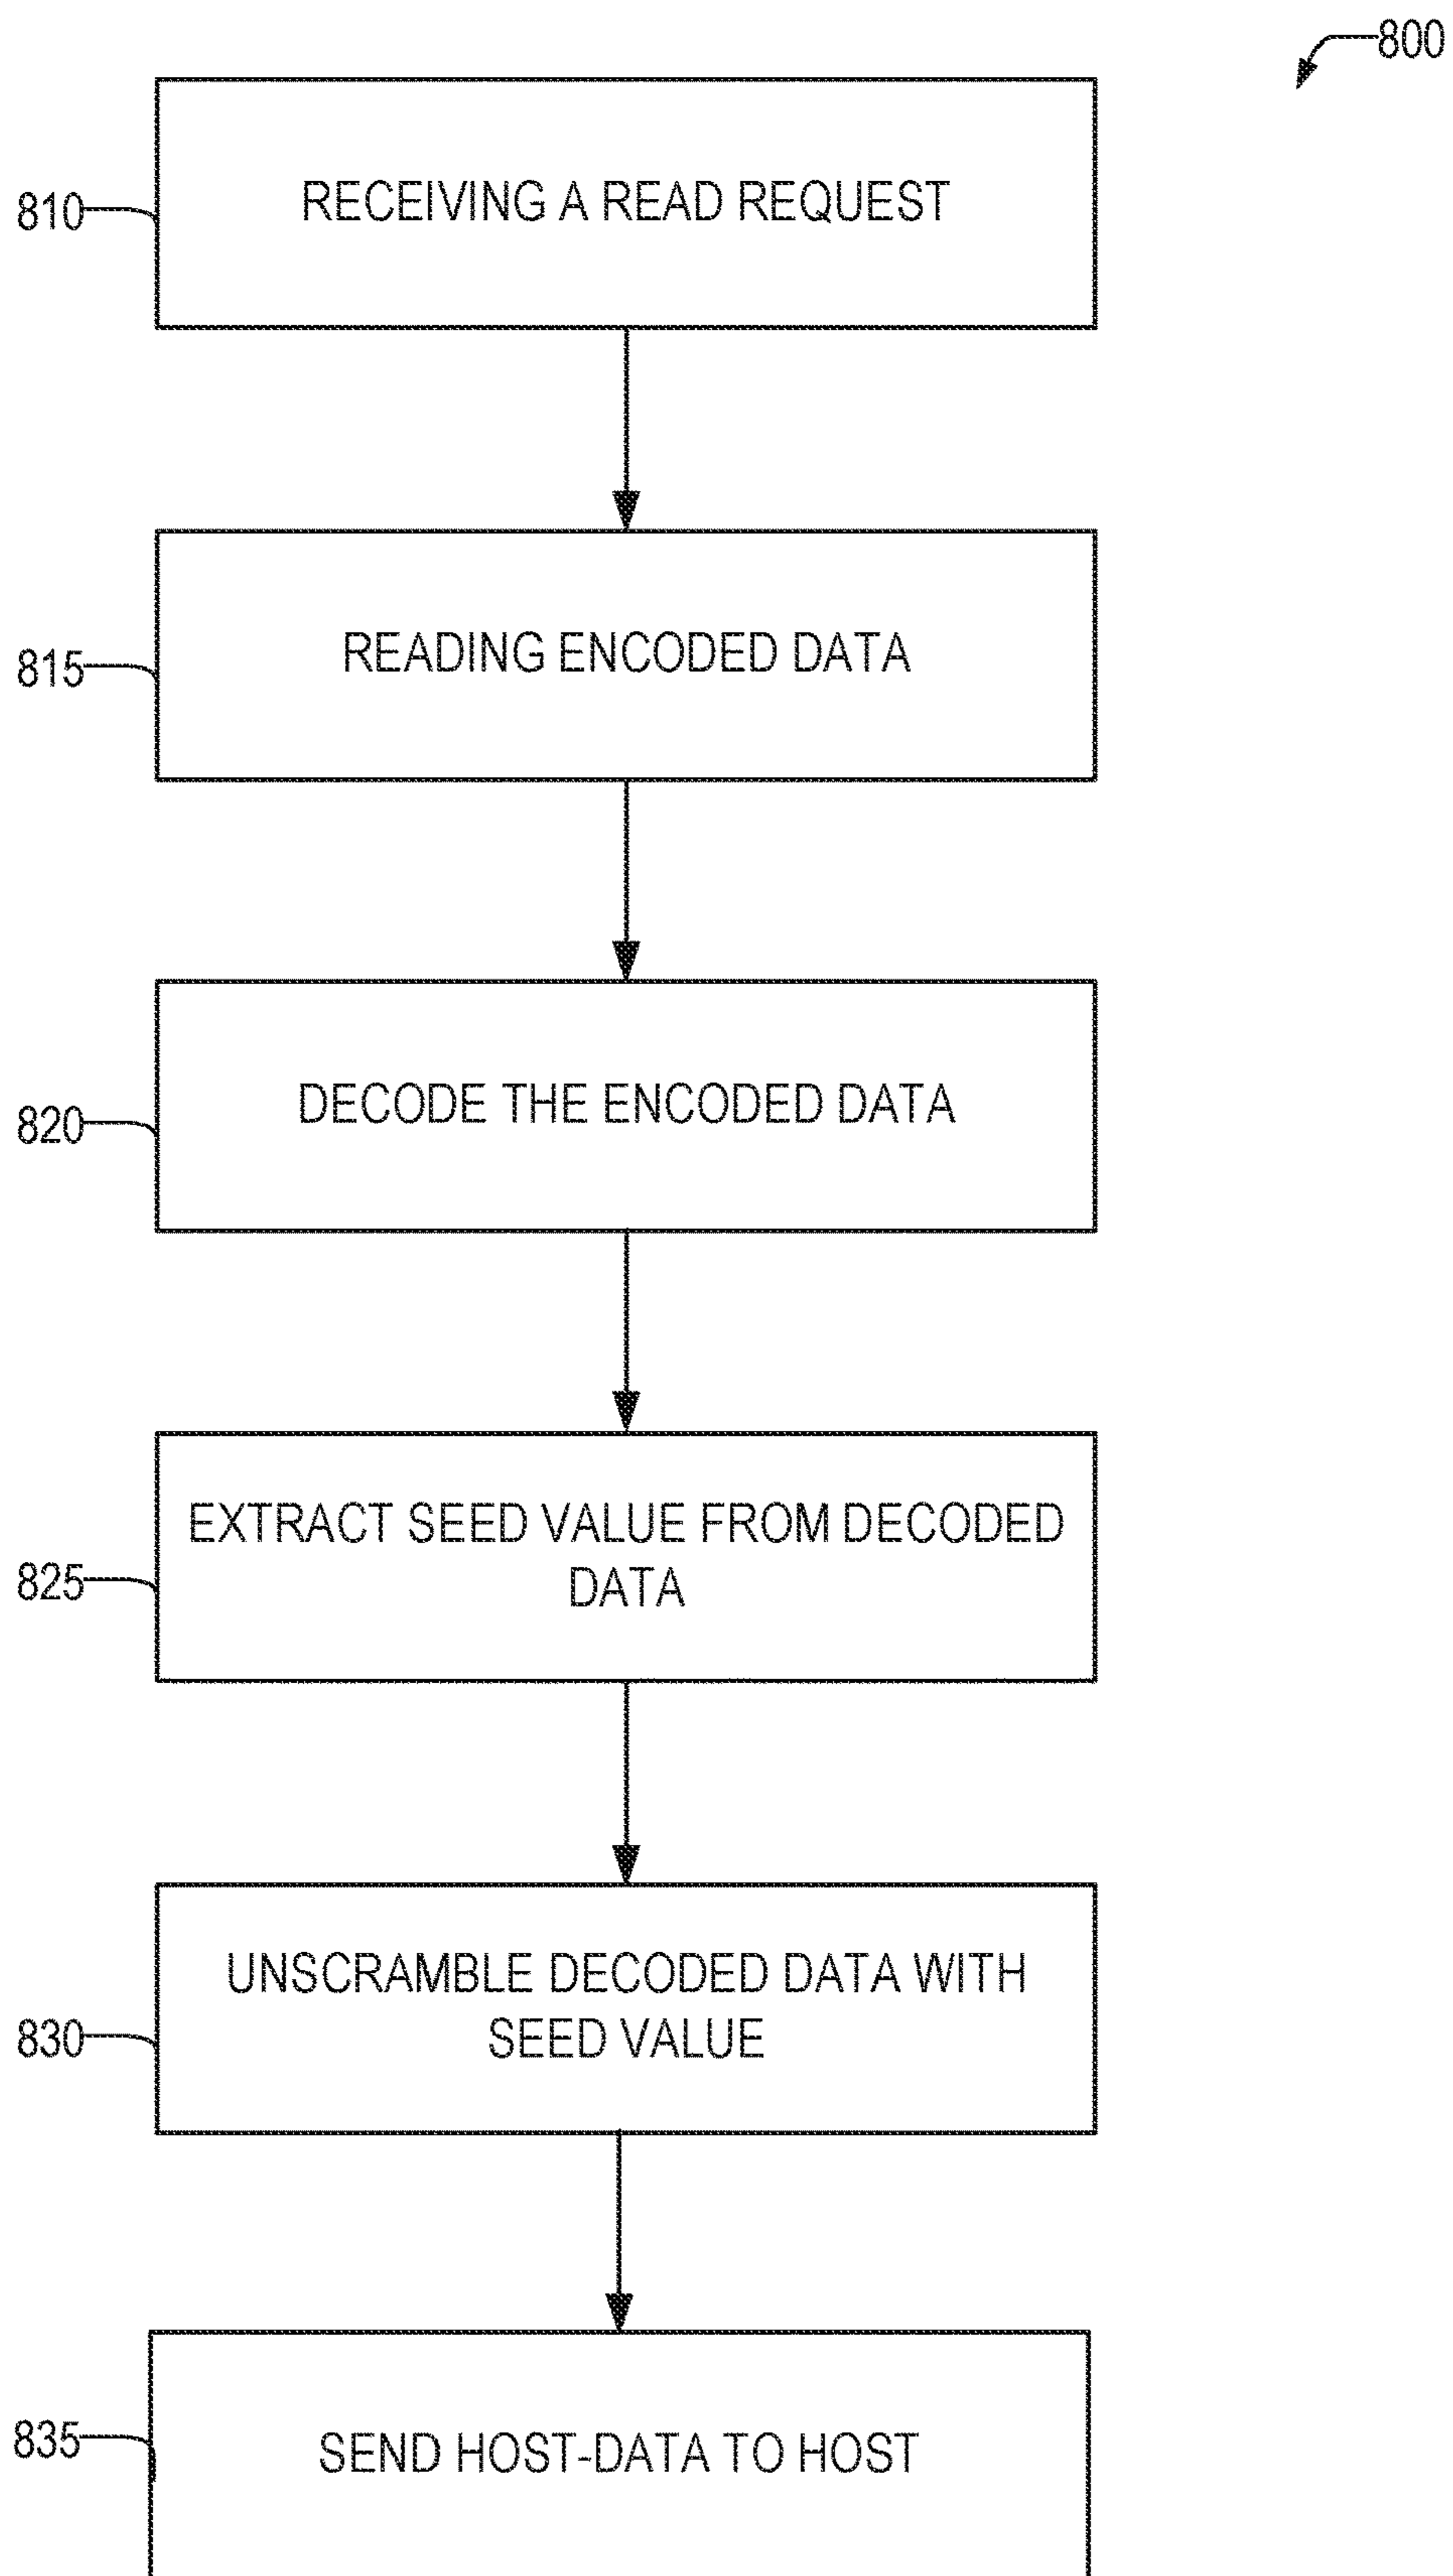 800
810
RECEIVING A READ REQUEST
815
READING ENCODED DATA
820
DECODE THE ENCODED DATA
825
EXTRACT SEED VALUE FROM DECODED
DATA
830
UNSCRAMBLE DECODED DATA WITH
SEED VALUE
835
SEND HOST-DATA TO HOST